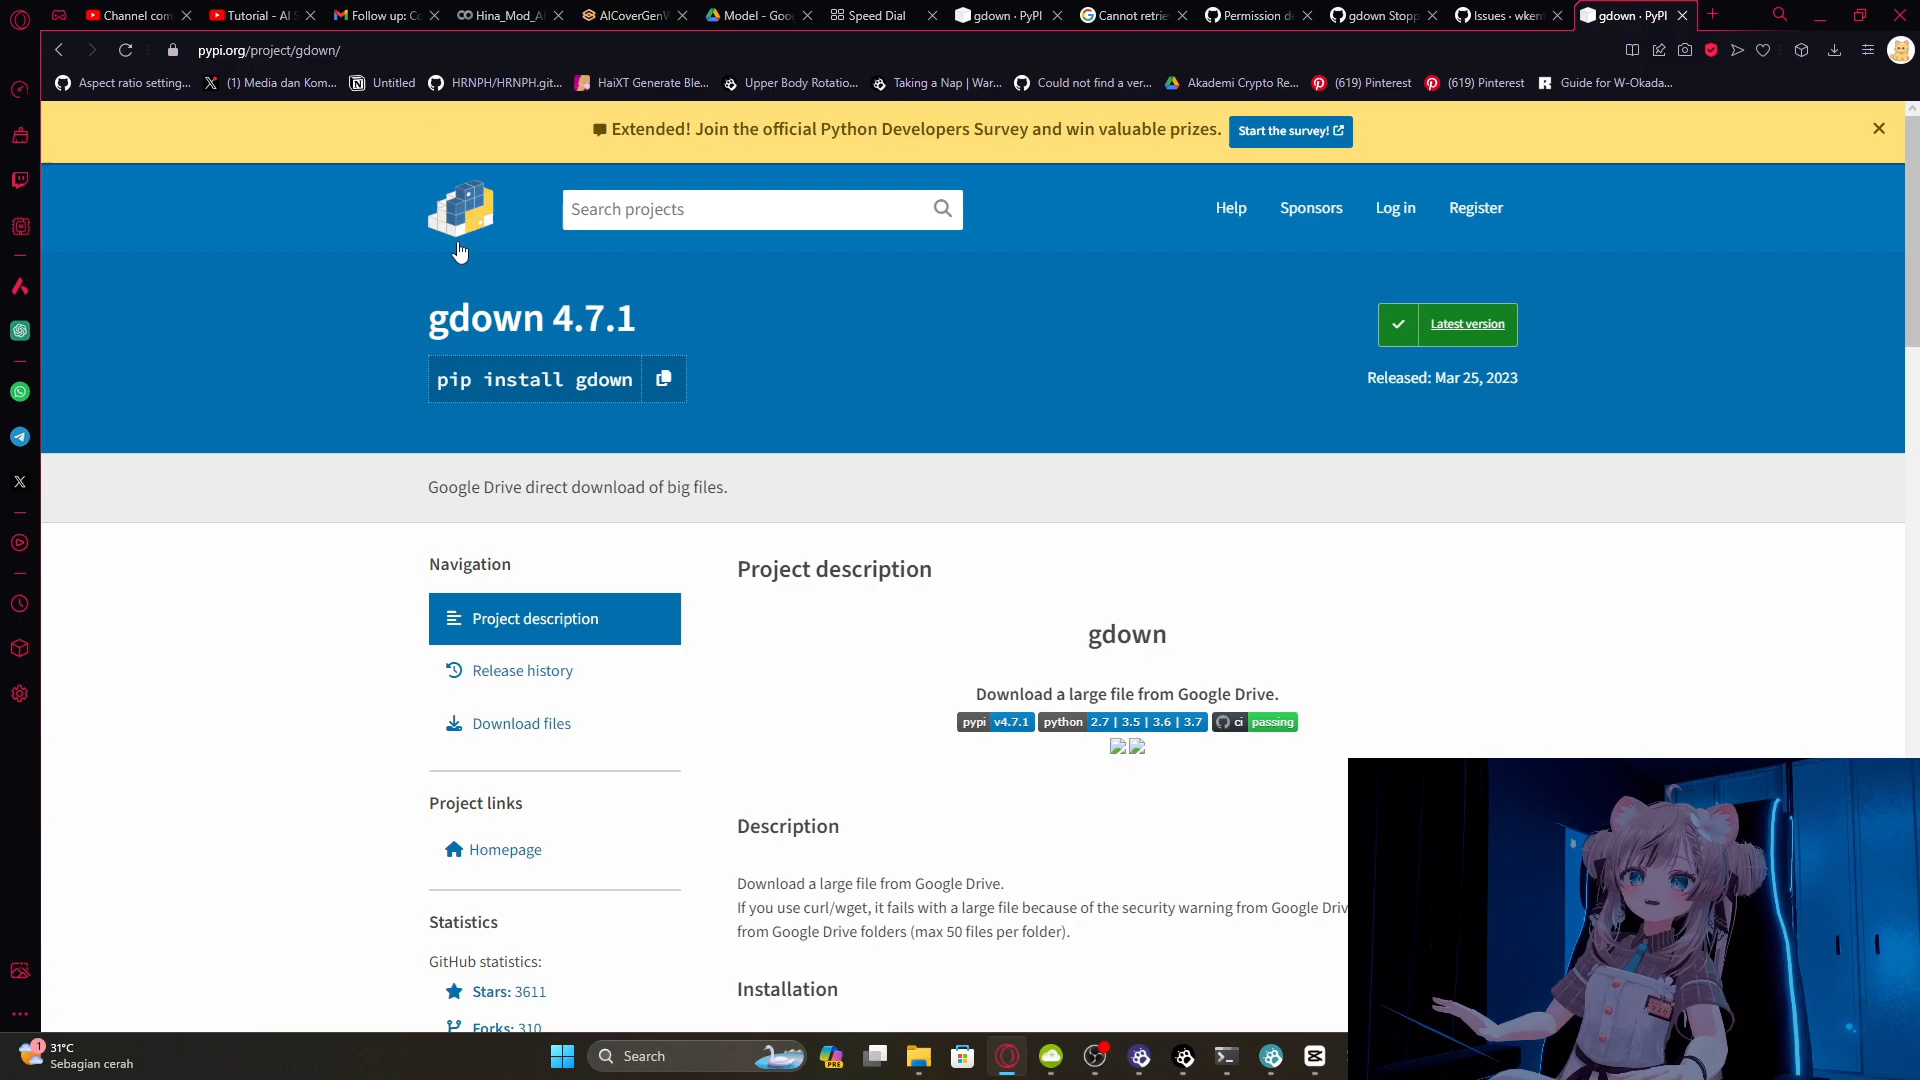 Channel com
Tutorial - AI S
Follow up: Co
Hina_Mod_AI
AICoverGenW
Model - Goo
Speed Dial
gdown · PyPI
Cannot retrie
Permission de
gdown Stopp
Issues · wkent
gdown · PyPI
pypi.org/project/gdown/
Aspect ratio setting...
(1) Media dan Kom...
Untitled
HRNPH/HRNPH.git...
HaiXT Generate Ble...
Upper Body Rotatio...
Taking a Nap | War...
Could not find a ver...
Akademi Crypto Re...
(619) Pinterest
(619) Pinterest
Guide for W-Okada...
Extended! Join the official Python Developers Survey and win valuable prizes.
Start the survey!
Search projects
Help
Sponsors
Log in
Register
gdown 4.7.1
Latest version
pip install gdown
Released: Mar 25, 2023
Google Drive direct download of big files.
Navigation
Project description
Release history
Download files
Project links
Homepage
Statistics
GitHub statistics:
Stars: 3611
Forks: 310
Project description
gdown
Download a large file from Google Drive.
pypi v4.7.1 python 2.7 | 3.5 | 3.6 | 3.7 ci passing
Description
Download a large file from Google Drive.
If you use curl/wget, it fails with a large file because of the security warning from Google Driv
from Google Drive folders (max 50 files per folder).
Installation
1
31°C
Sebagian cerah
Search
PRE